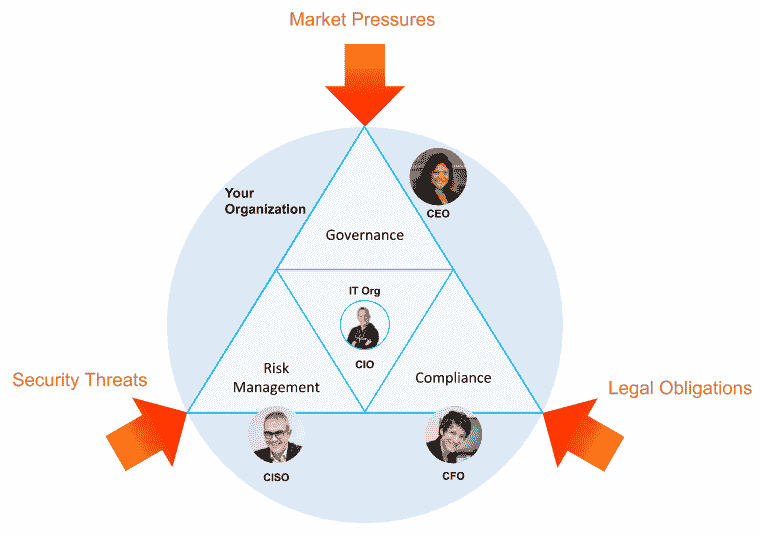 Market Pressures
Your
Organization
CEO
Governance
IT Org
CIO
Risk
Management
Compliance
Security Threats
Legal Obligations
CISO
CFO